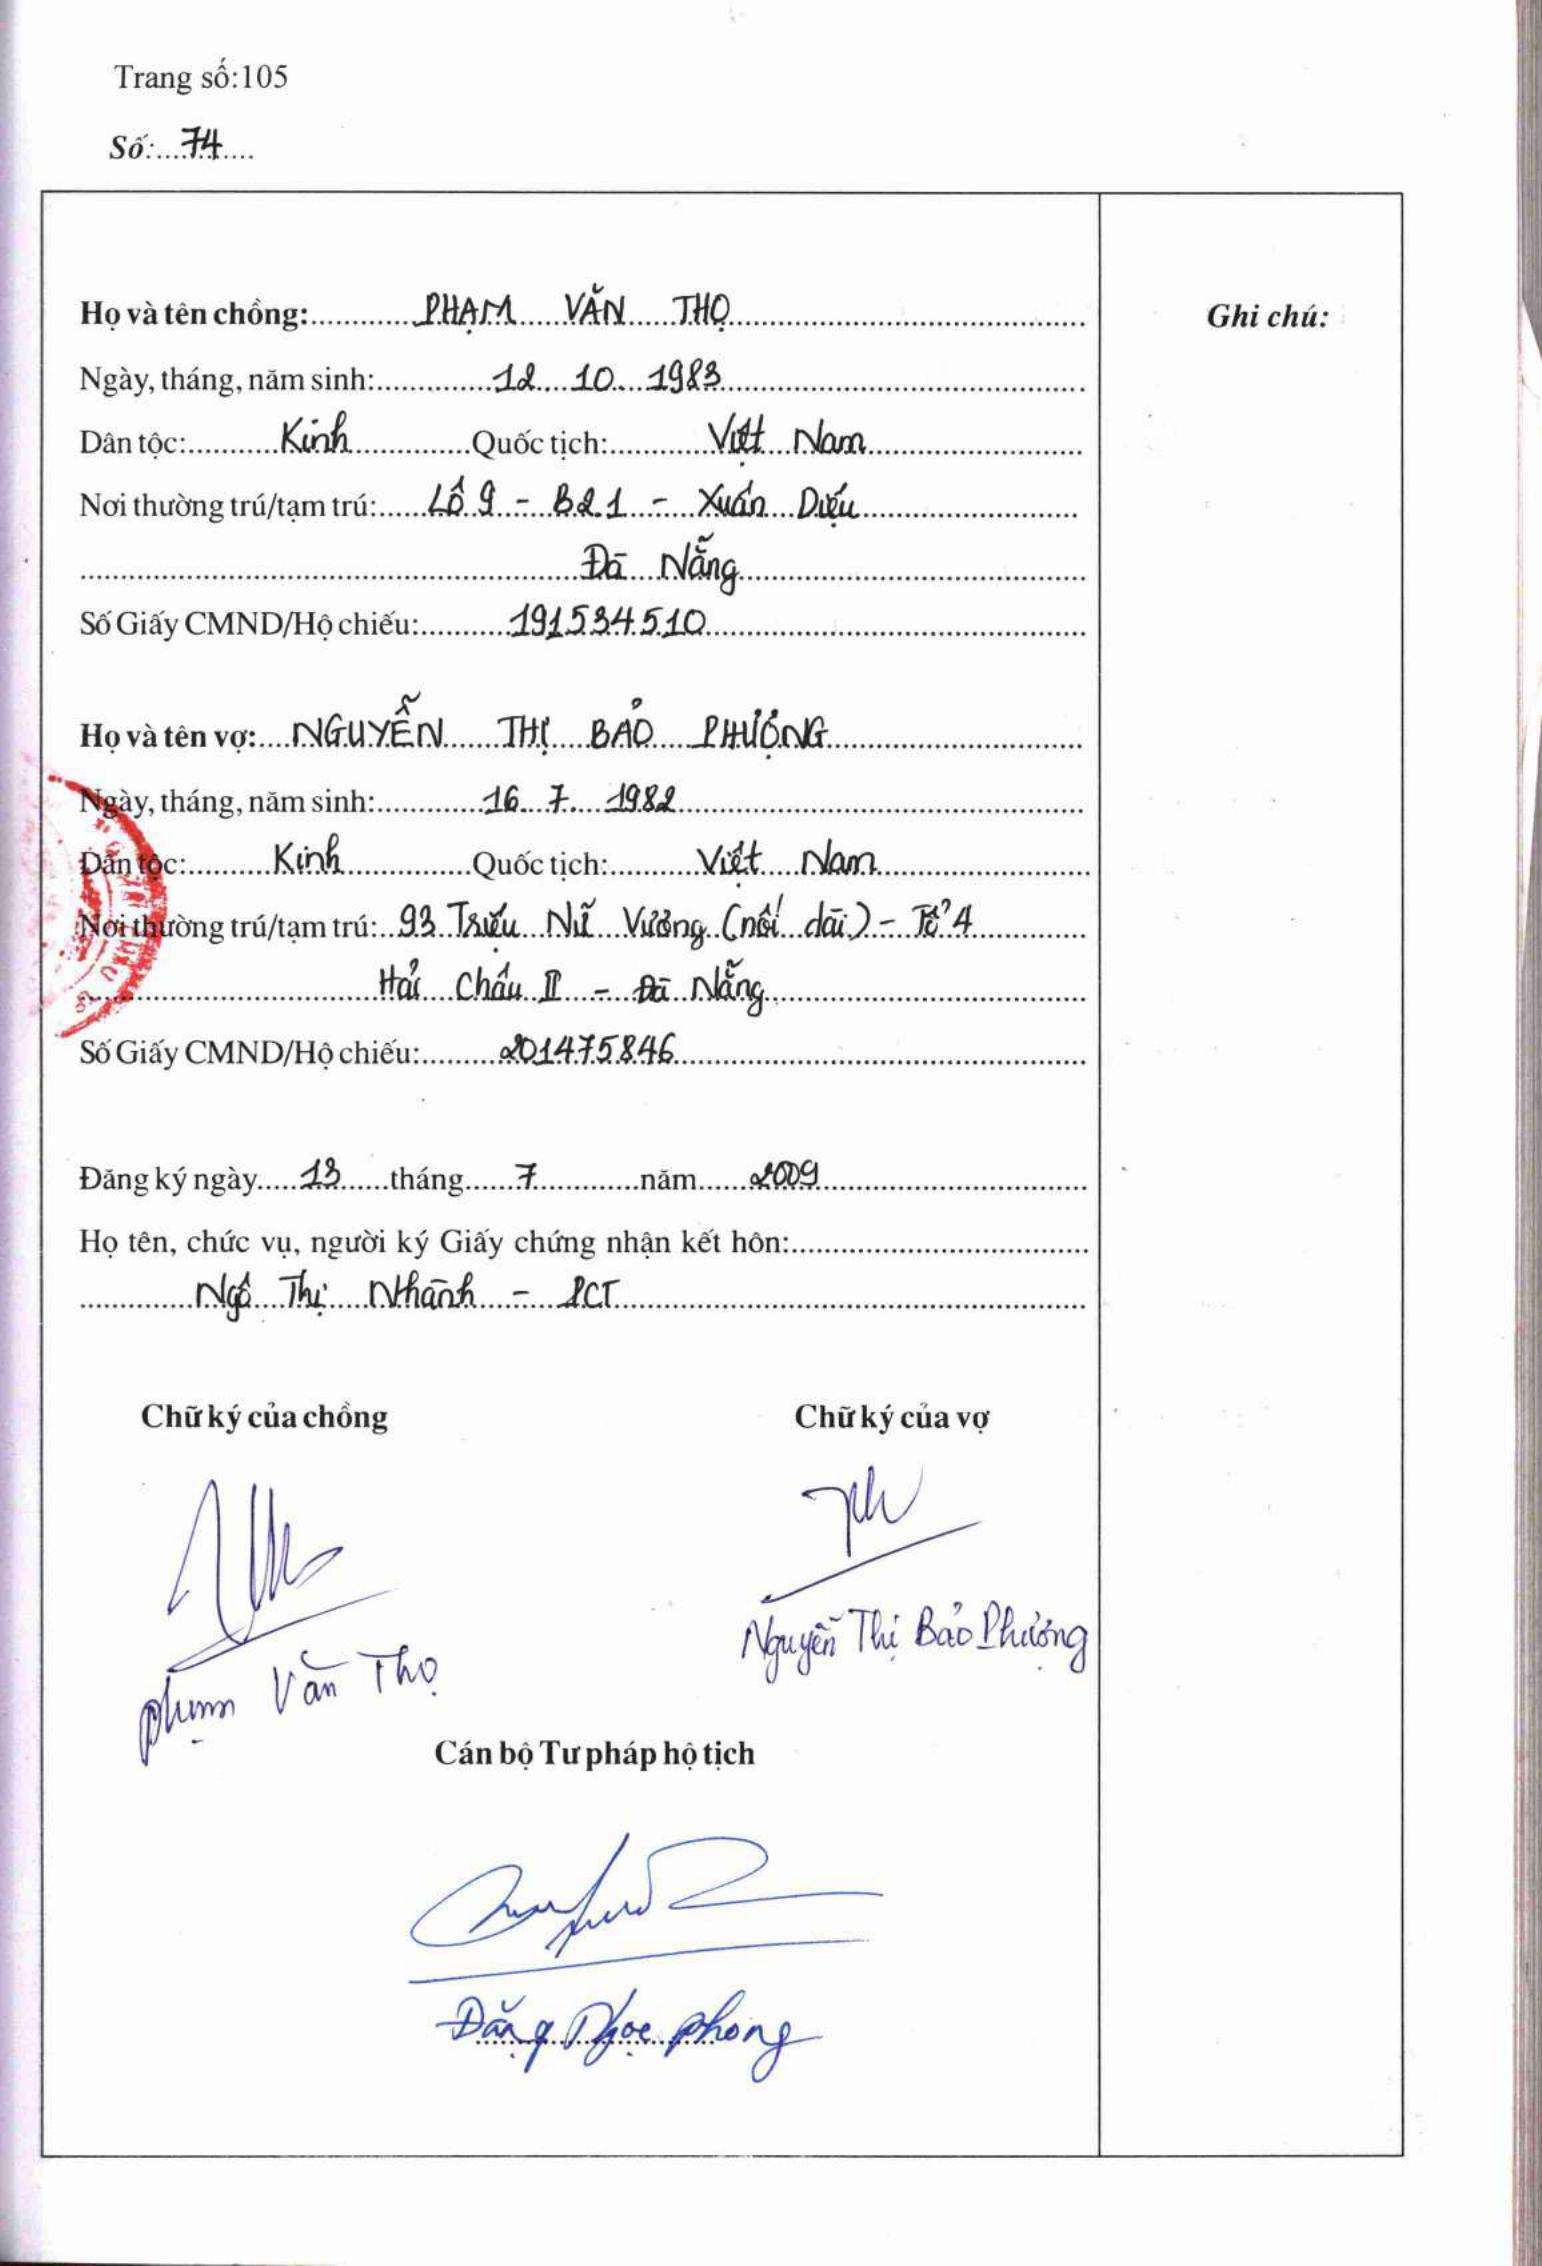 Trang số:105
Số: 74
Họ và tên chồng: PHẠM VĂN THỌ
Ghi chú:
Ngày, tháng, năm sinh: 12 10 1983
Dân tộc: Kinh Quốc tịch: Việt Nam
Nơi thường trú/tạm trú: Lô 9 - B21 - Xuân Diệu
Đà Nẵng
Số Giấy CMND/Hộ chiếu: 191534510
Họ và tên vợ: NGUYỄN THỊ BẢO PHƯỢNG
Ngày, tháng, năm sinh: 16 7 1982
Dân tộc: Kinh Quốc tịch: Việt Nam
Nơi thường trú/tạm trú: 93 Triệu Nữ Vương (nối dài) - Tổ 4
Hải Châu II - Đà Nẵng
Số Giấy CMND/Hộ chiếu: 201475846
Đăng ký ngày 13 tháng 7 năm 2009
Họ tên, chức vụ, người ký Giấy chứng nhận kết hôn:
Ngô Thị Nhành - PCT
Chữ ký của chồng Chữ ký của vợ
Nguyễn Thị Bảo Phượng
Phạm Văn Thọ
Cán bộ Tư pháp hộ tịch
Đặng Ngọc Phong